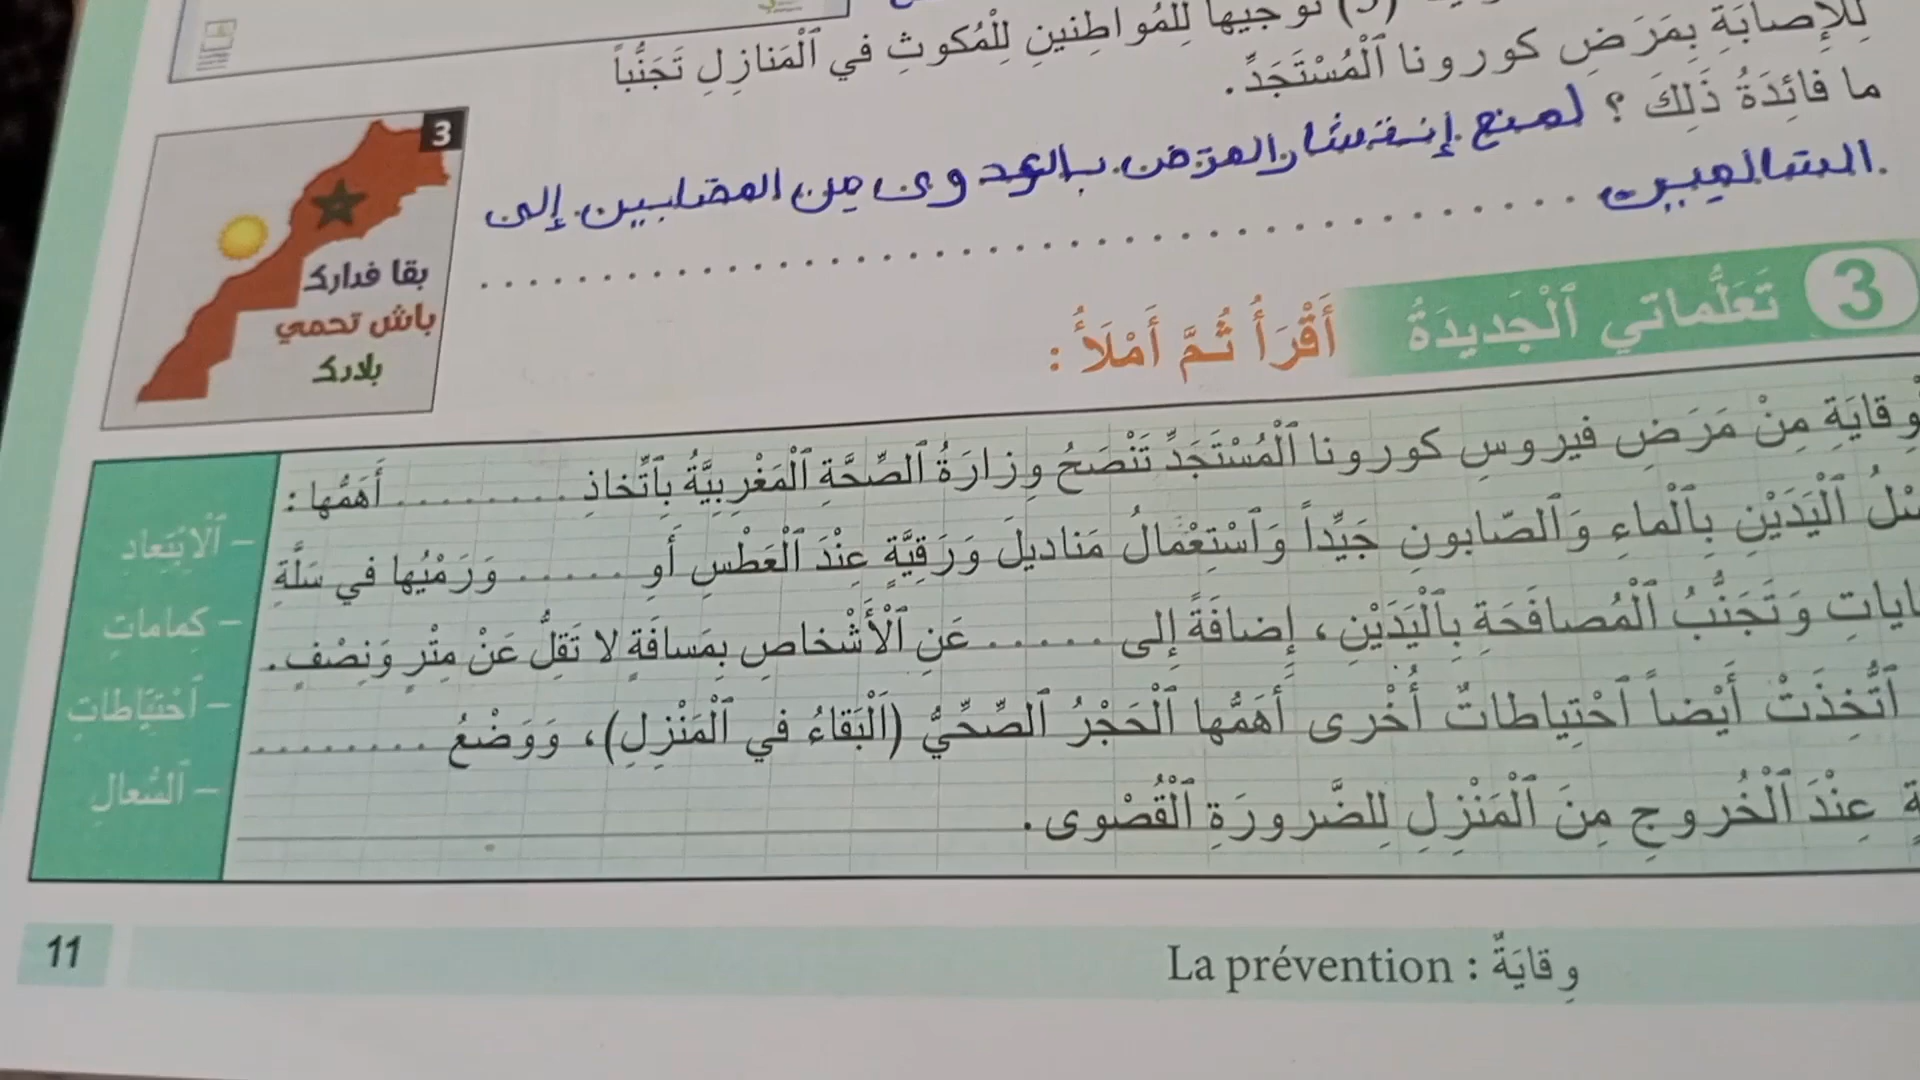 (3) توجيها لِلْمُواطِنينِ لِلْمُكوثِ في ٱلْمَنازِلِ تَجَنُّباً
لِلْإِصابَةِ بِمَرَضِ كورونا ٱلْمُسْتَجَدِّ.
ما فائِدَةُ ذَلِكَ ؟ لمنع إنتشار المرض بالعدوى من المصابين إلى
السالمين
3
بقا فدارك
باش تحمي
بلادك
3 تَعَلُّماتي ٱلْجَديدَةُ أَقْرَأُ ثُمَّ أَمْلَأُ :
وِقايَةِ مِنْ مَرَضِ فيروسِ كورونا ٱلْمُسْتَجَدِّ تَنْصَحُ وِزارَةُ ٱلصِّحَّةِ ٱلْمَغْرِبِيَّةُ بِٱتِّخاذِ .......... أَهَمُّها :
سْلُ ٱلْيَدَيْنِ بِٱلْماءِ وَٱلصّابونِ جَيِّداً وَٱسْتِعْمالُ مَناديلَ وَرَقِيَّةٍ عِنْدَ ٱلْعَطْسِ أَوِ ...... وَرَمْيُها في سَلَّةِ
اياتِ وَتَجَنُّبُ ٱلْمُصافَحَةِ بِٱلْيَدَيْنِ، إِضافَةً إِلى ...... عَنِ ٱلْأَشْخاصِ بِمَسافَةٍ لا تَقِلُّ عَنْ مِتْرٍ وَنِصْفٍ.
ٱتُّخِذَتْ أَيْضاً ٱحْتِياطاتٌ أُخْرى أَهَمُّها ٱلْحَجْرُ ٱلصِّحِّيُّ (ٱلْبَقاءُ في ٱلْمَنْزِلِ)، وَوَضْعُ .........
ةٍ عِنْدَ ٱلْخُروجِ مِنَ ٱلْمَنْزِلِ لِلضَّرورَةِ ٱلْقُصْوى.
– ٱلْابْتِعادِ
– كِماماتٍ
– ٱحْتِياطاتٍ
– ٱلسُّعالِ
وِقايَةٌ : La prévention
11